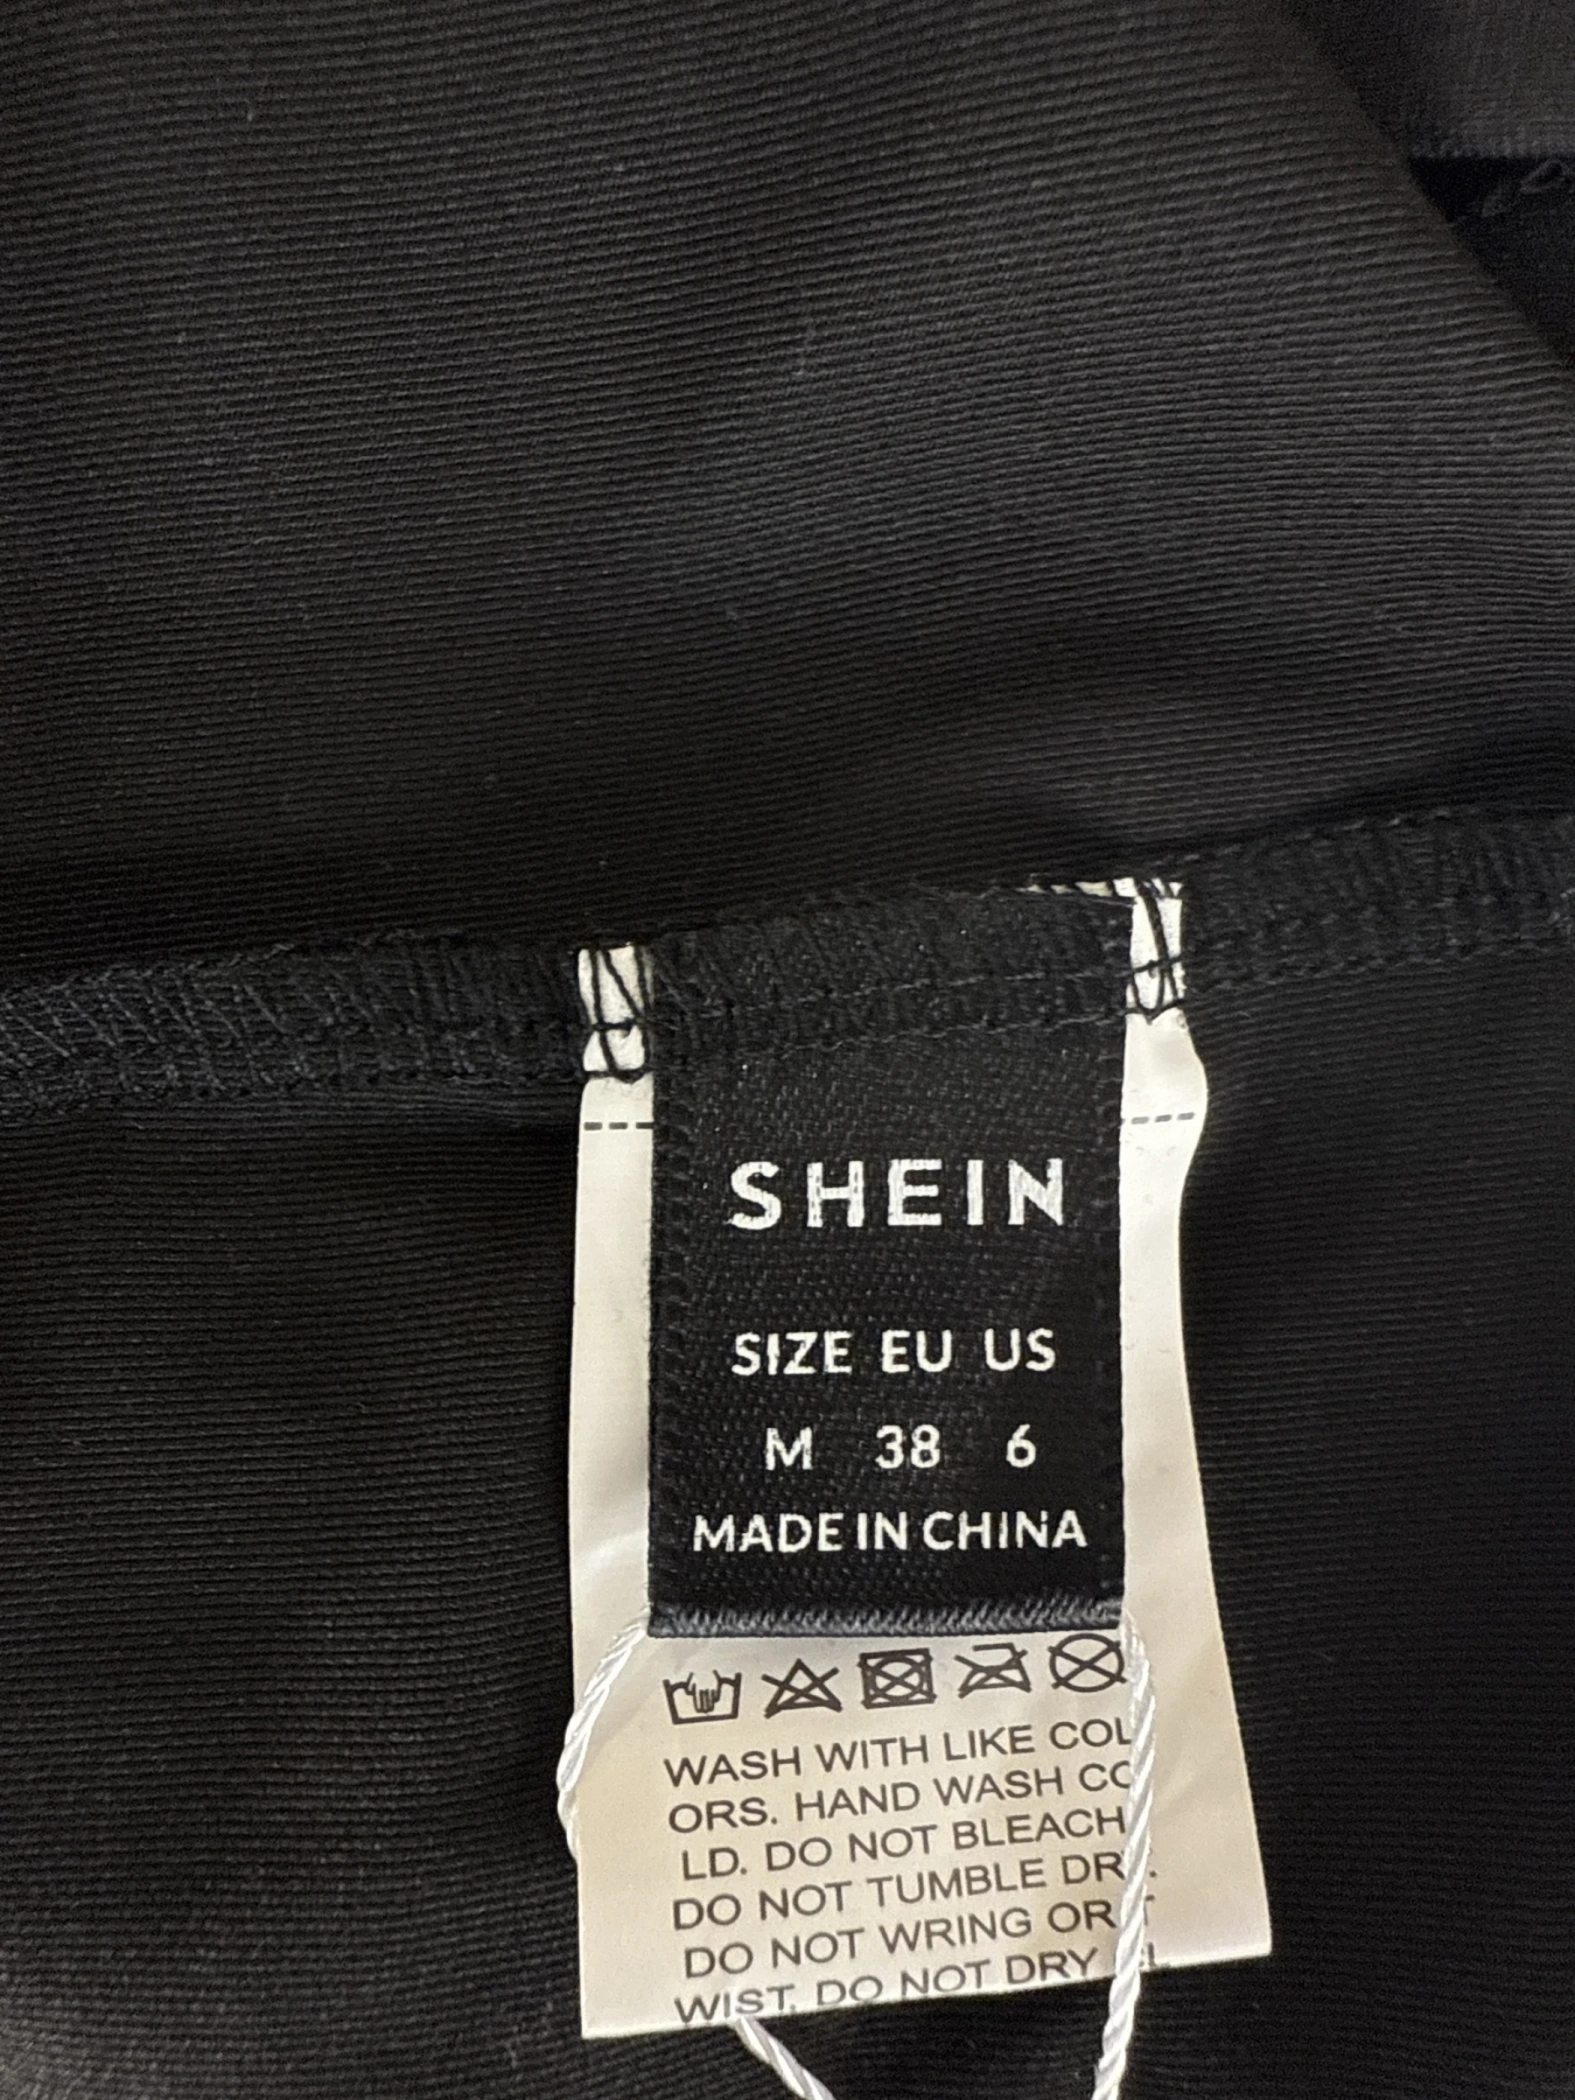 SHEIN
SIZE EU US
M 38 6
MADE IN CHINA
WASH WITH LIKE COL
ORS. HAND WASH CO
LD. DO NOT BLEACH
DO NOT TUMBLE
DO NOT WRING OR
WIST. DO NOT DRY